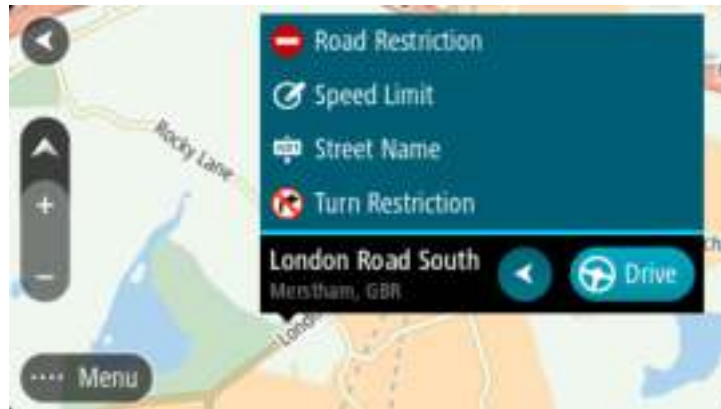 Road Restriction
Speed Limit
Street Name
Turn Restriction
Rocky Lane
London Road South
Merstham, GBR
Drive
Menu